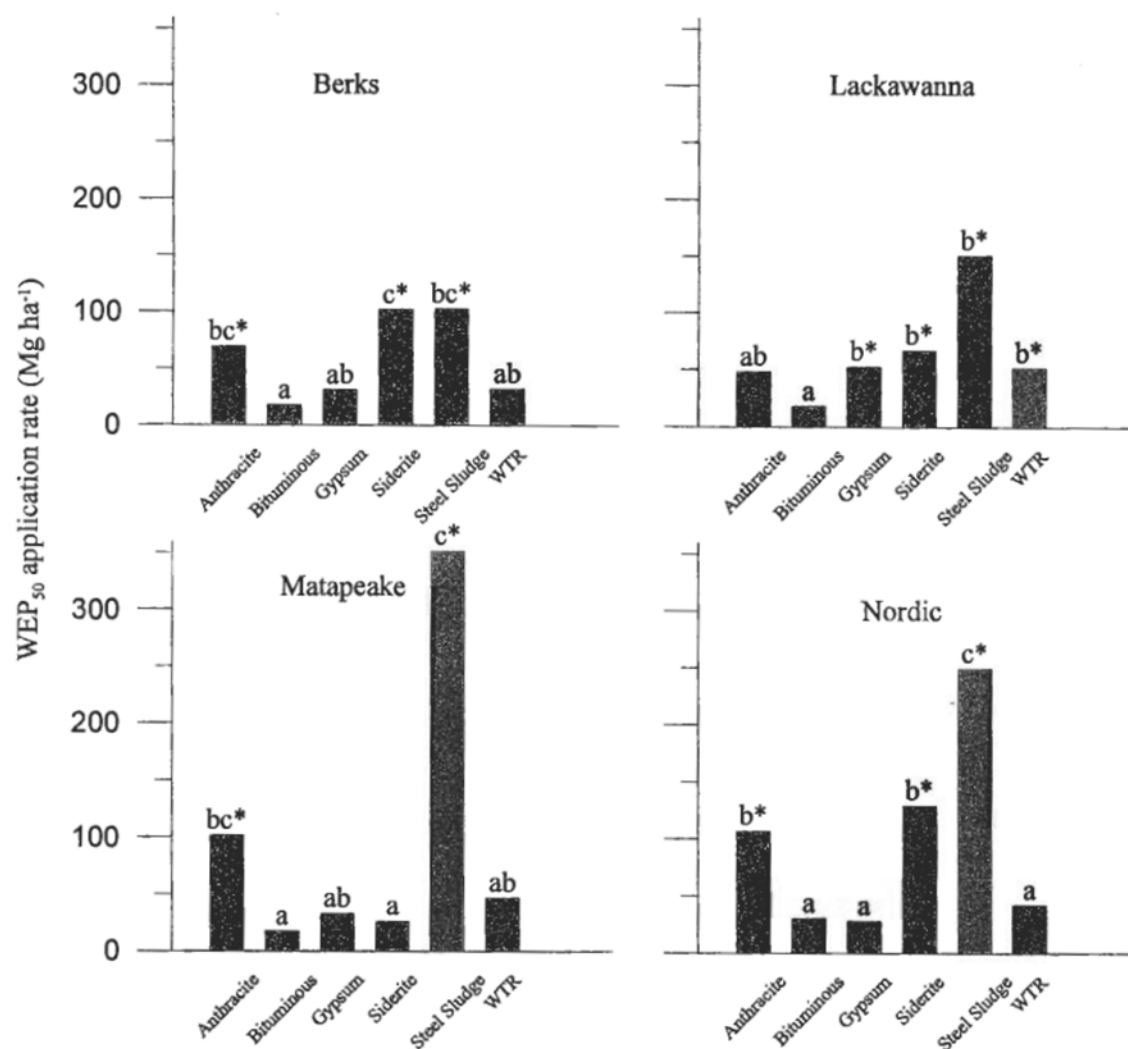 WEP₅₀ application rate (Mg ha⁻¹)
Berks
300
200
100
0
bc*
a
ab
c*
bc*
ab
Anthracite
Bituminous
Gypsum
Siderite
Steel Sludge
WTR
Lackawanna
ab
a
b*
b*
b*
b*
Anthracite
Bituminous
Gypsum
Siderite
Steel Sludge
WTR
Matapeake
300
200
100
0
bc*
a
ab
a
c*
ab
Anthracite
Bituminous
Gypsum
Siderite
Steel Sludge
WTR
Nordic
b*
a
a
b*
c*
a
Anthracite
Bituminous
Gypsum
Siderite
Steel Sludge
WTR